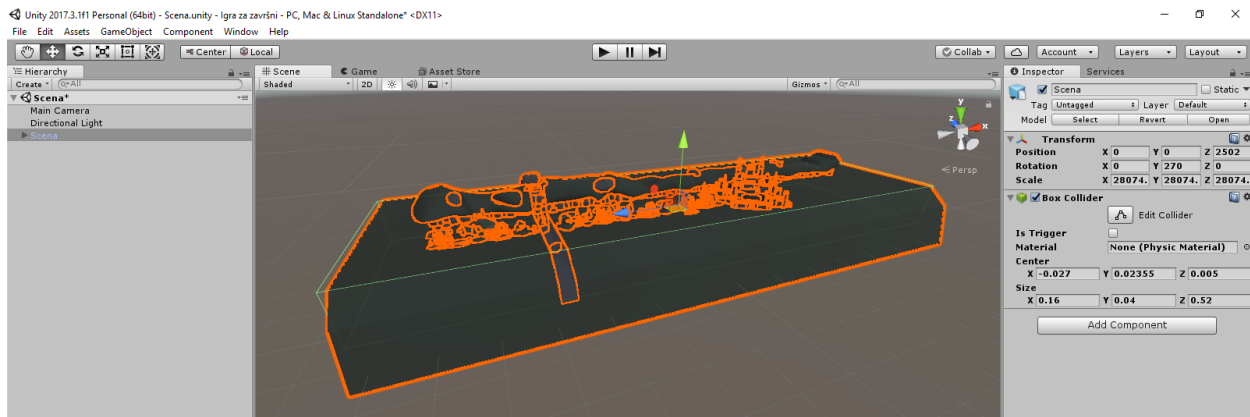 Unity 2017.3.1f1 Personal (64bit) - Scena.unity - Igra za završni - PC, Mac & Linux Standalone* <DX11>
File Edit Assets GameObject Component Window Help
Center Local Collab Account Layers Layout
Hierarchy
Create All
Scena*
Main Camera
Directional Light
Scena
Scene Game Asset Store
Shaded 2D Gizmos All
y
z x
Persp
Inspector Services
Scena Static
Tag Untagged Layer Default
Model Select Revert Open
Transform
Position X 0 Y 0 Z 2502
Rotation X 0 Y 270 Z 0
Scale X 28074. Y 28074. Z 28074.
Box Collider
Edit Collider
Is Trigger
Material None (Physic Material)
Center
X -0.027 Y 0.02355 Z 0.005
Size
X 0.16 Y 0.04 Z 0.52
Add Component